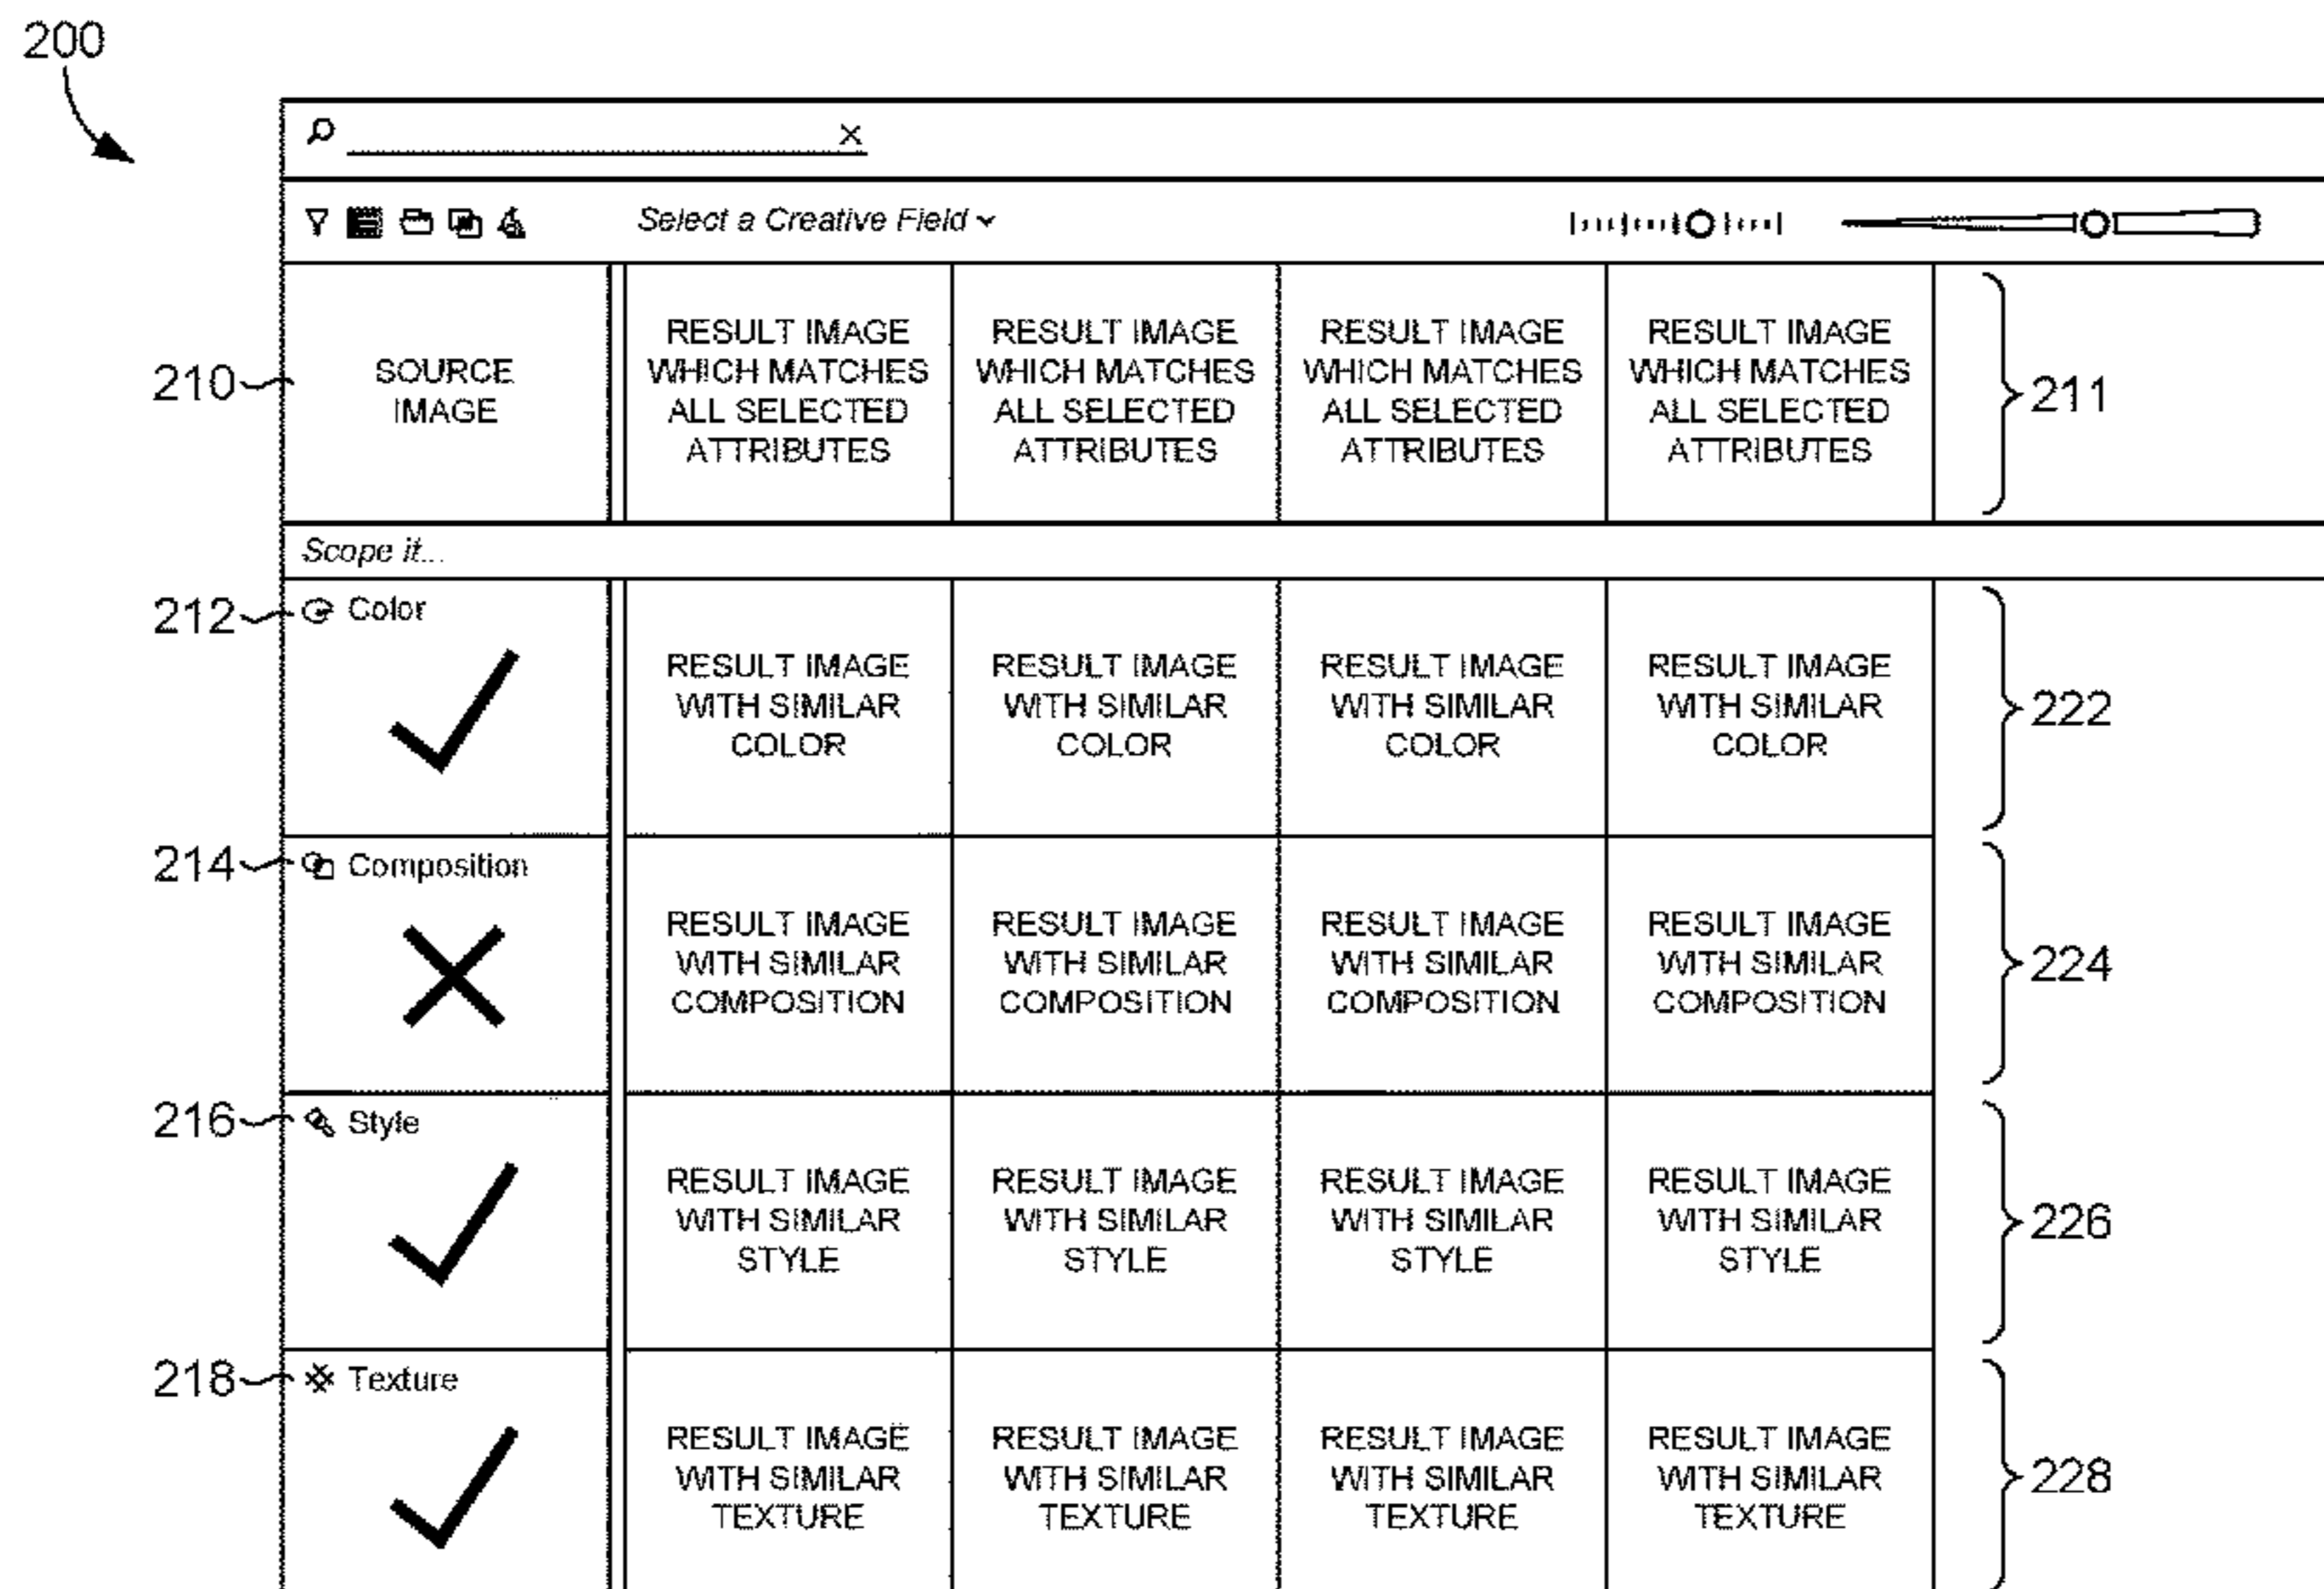 200
Select a Creative Field
210
SOURCE
IMAGE
RESULT IMAGE
WHICH MATCHES
ALL SELECTED
ATTRIBUTES
RESULT IMAGE
WHICH MATCHES
ALL SELECTED
ATTRIBUTES
RESULT IMAGE
WHICH MATCHES
ALL SELECTED
ATTRIBUTES
RESULT IMAGE
WHICH MATCHES
ALL SELECTED
ATTRIBUTES
211
Scope it...
212
Color
RESULT IMAGE
WITH SIMILAR
COLOR
RESULT IMAGE
WITH SIMILAR
COLOR
RESULT IMAGE
WITH SIMILAR
COLOR
RESULT IMAGE
WITH SIMILAR
COLOR
222
214
Composition
RESULT IMAGE
WITH SIMILAR
COMPOSITION
RESULT IMAGE
WITH SIMILAR
COMPOSITION
RESULT IMAGE
WITH SIMILAR
COMPOSITION
RESULT IMAGE
WITH SIMILAR
COMPOSITION
224
216
Style
RESULT IMAGE
WITH SIMILAR
STYLE
RESULT IMAGE
WITH SIMILAR
STYLE
RESULT IMAGE
WITH SIMILAR
STYLE
RESULT IMAGE
WITH SIMILAR
STYLE
226
218
Texture
RESULT IMAGE
WITH SIMILAR
TEXTURE
RESULT IMAGE
WITH SIMILAR
TEXTURE
RESULT IMAGE
WITH SIMILAR
TEXTURE
RESULT IMAGE
WITH SIMILAR
TEXTURE
228